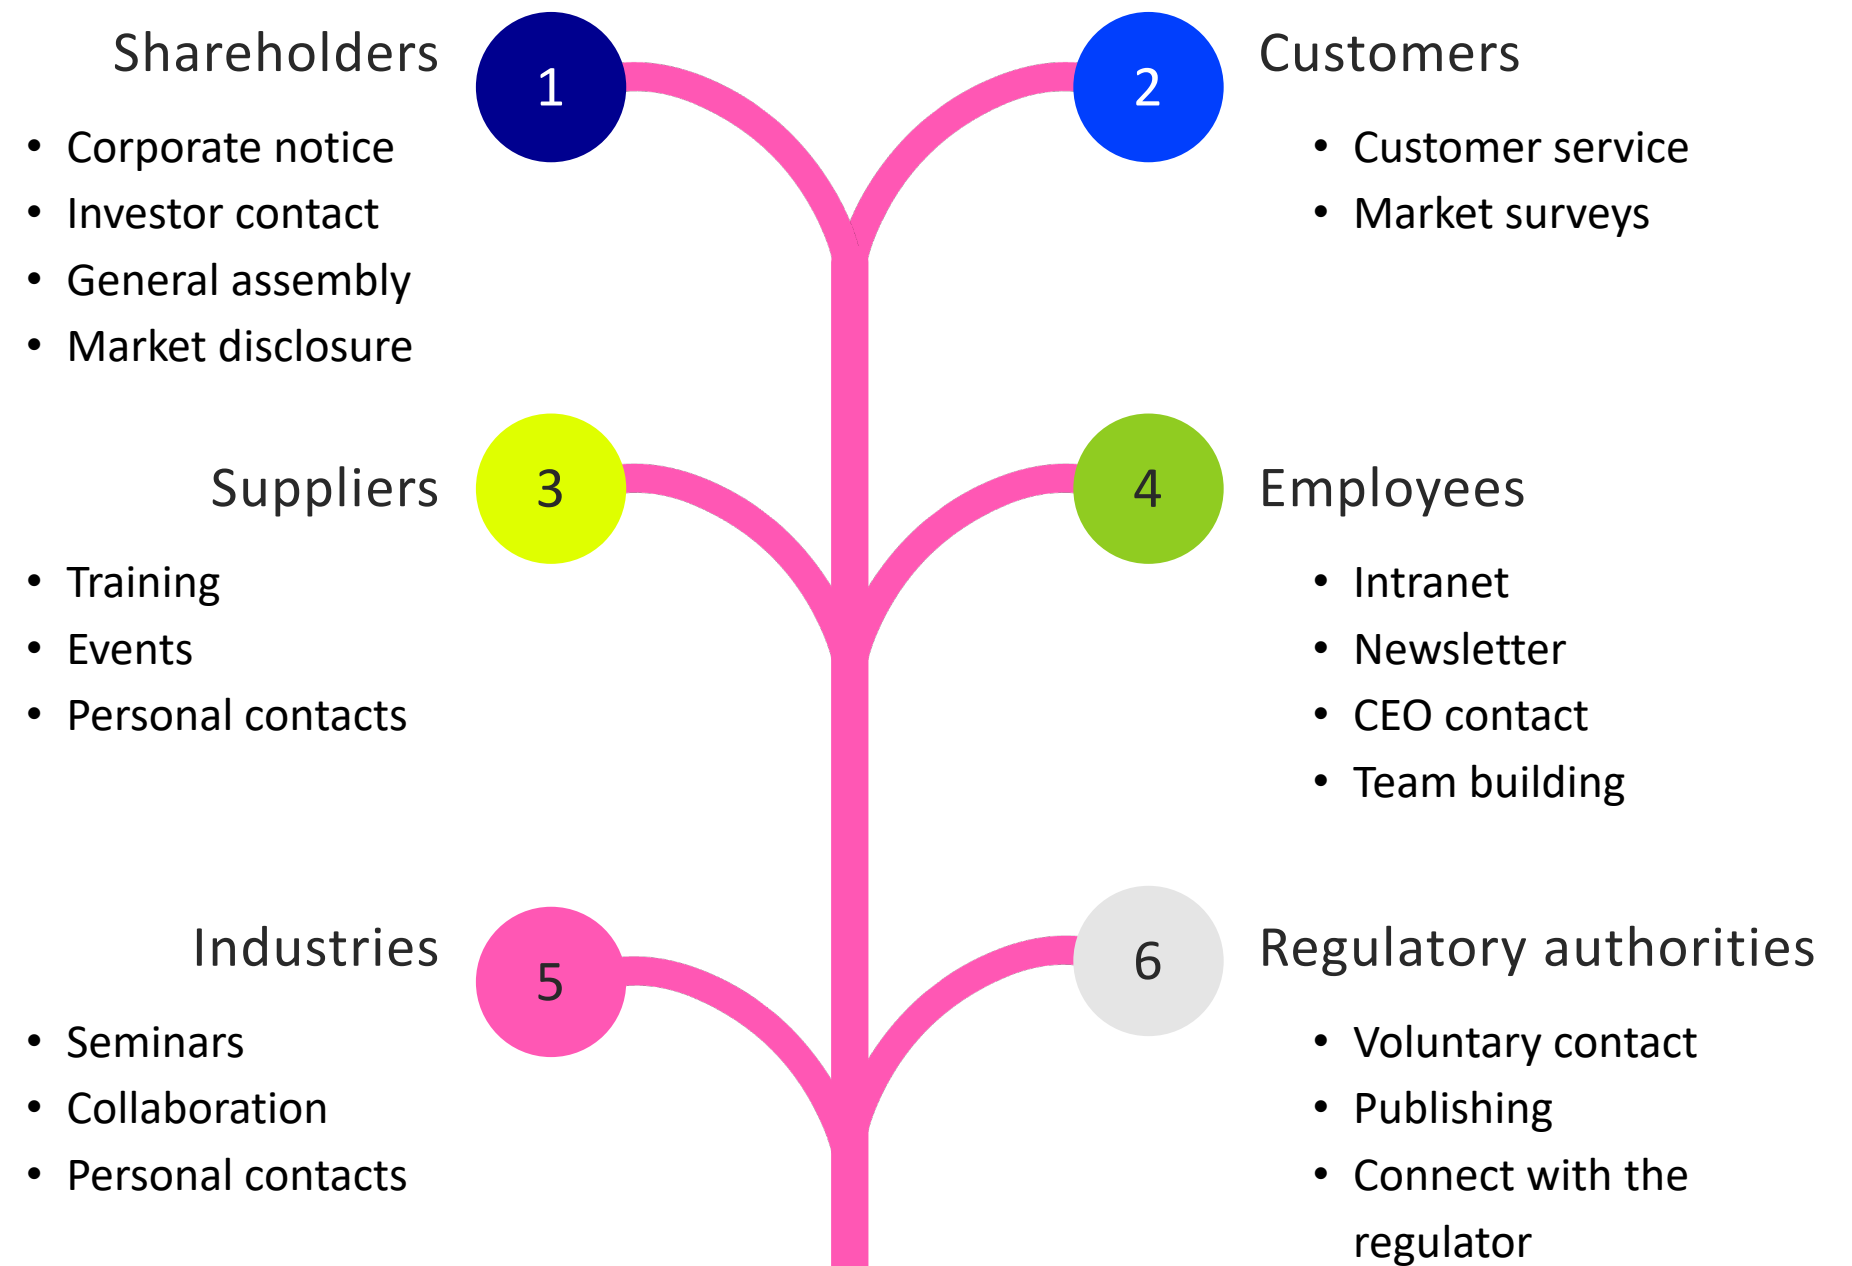 Shareholders
1
• Corporate notice
• Investor contact
• General assembly
• Market disclosure
2
Customers
• Customer service
• Market surveys
Suppliers
3
• Training
• Events
• Personal contacts
4
Employees
• Intranet
• Newsletter
• CEO contact
• Team building
Industries
5
• Seminars
• Collaboration
• Personal contacts
6
Regulatory authorities
• Voluntary contact
• Publishing
• Connect with the
regulator